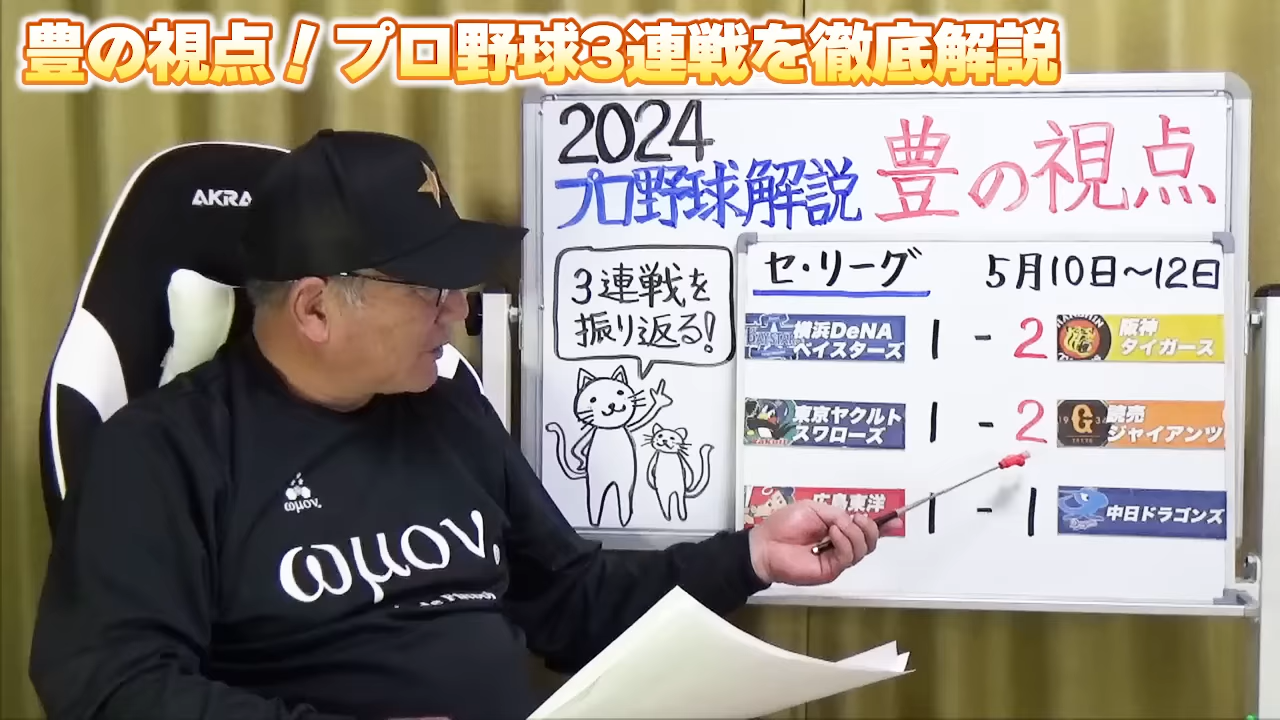 豊の視点！プロ野球3連戦を徹底解説
2024
プロ野球解説 豊の視点
3連戦を
振り返る!
セ・リーグ 5月10日～12日
横浜DeNA
ベイスターズ
1 - 2
阪神
タイガース
東京ヤクルト
スワローズ
1 - 2
読売
ジャイアンツ
広島東洋
1 - 1
中日ドラゴンズ
AKRA
ωμον.
ωμον.